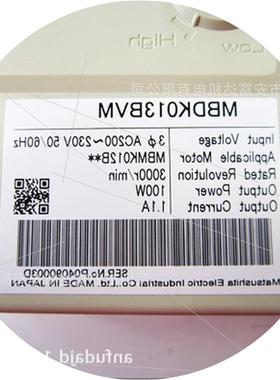 High
Low
MBDK013BVM
Input Voltage 3ϕ AC200～230V 50/60Hz
Applicable Motor MBMK012B**
Rated Revolution 3000r/min
Output Power 100W
Output Current 1.1A
SER.No.P04090003D
Matsushita Electric Industrial Co.,Ltd. MADE IN JAPAN
anfudajd